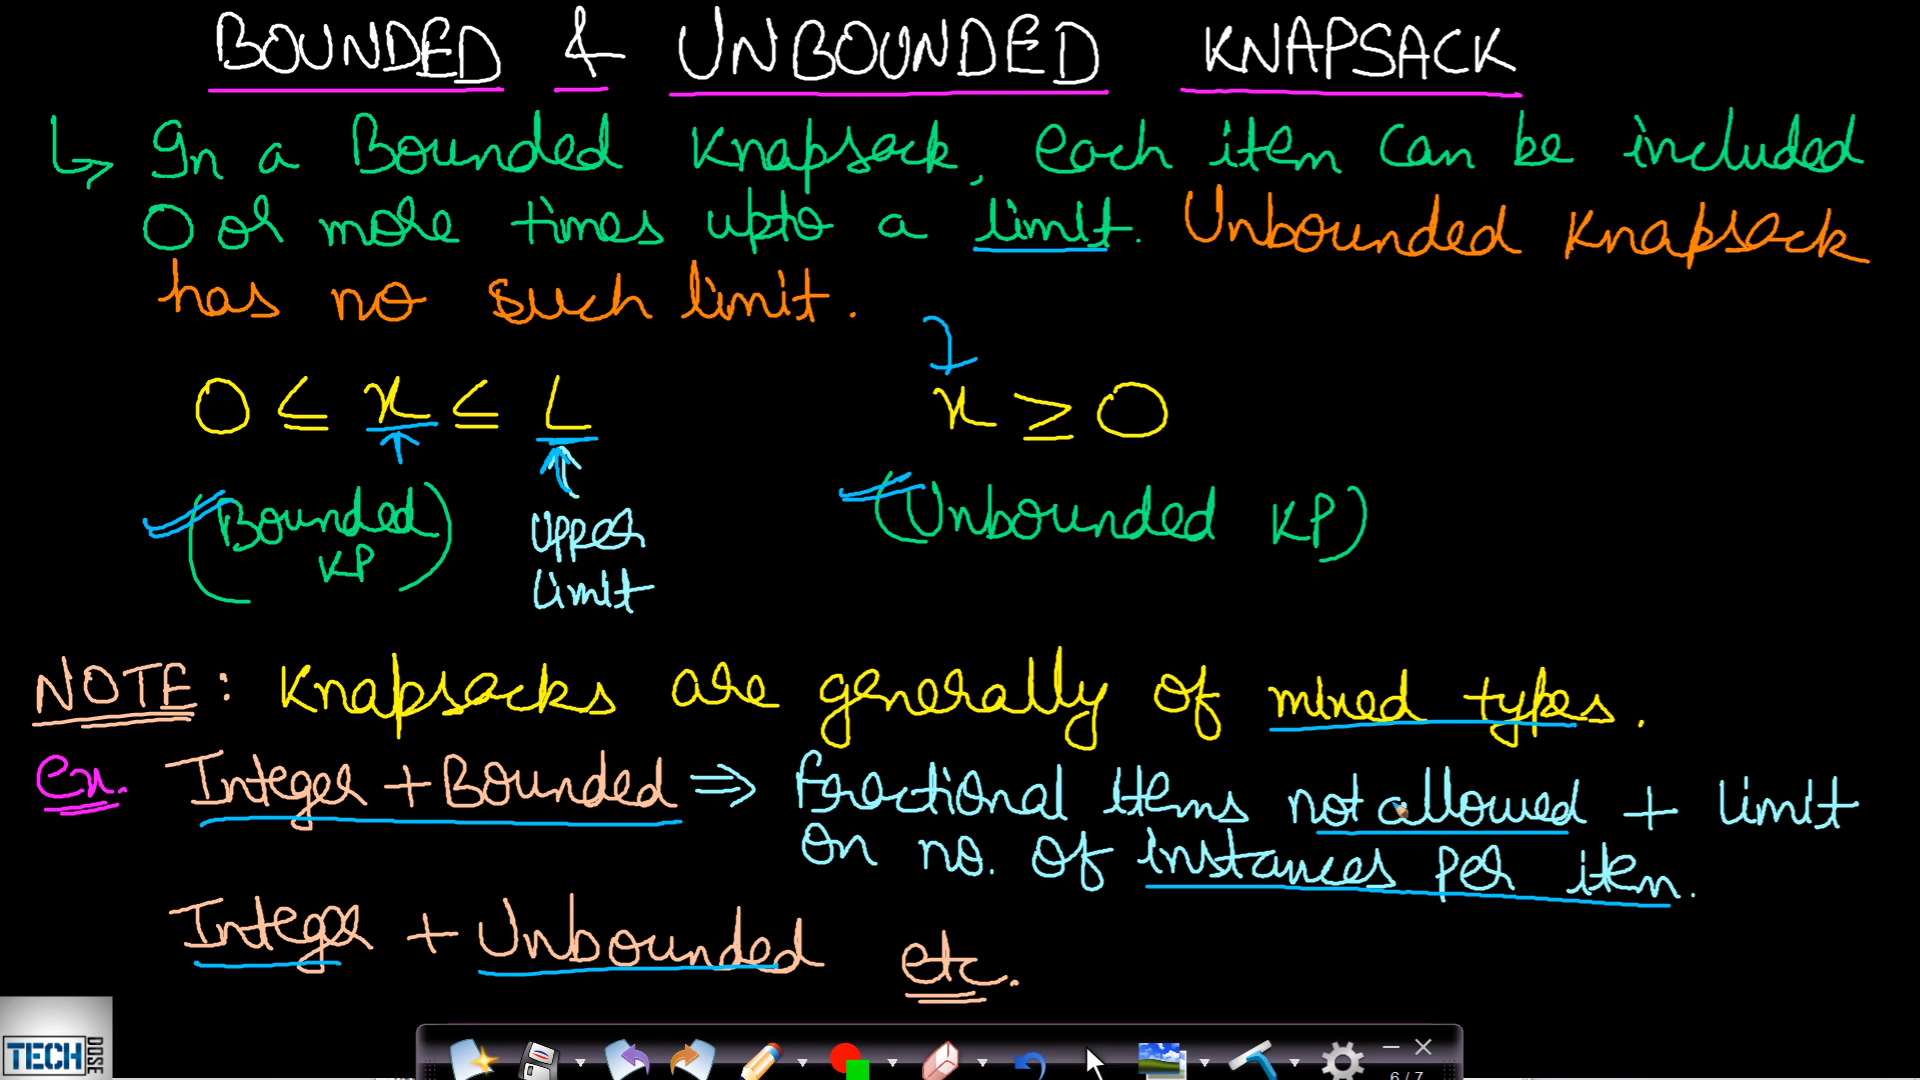 BOUNDED & UNBOUNDED KNAPSACK
↳ In a Bounded Knapsack, each item can be included
0 or more times upto a limit. Unbounded Knapsack
has no such limit.
0 ≤ x ≤ L
x ≥ 0
(Bounded
KP)
Upper
limit
(Unbounded KP)
NOTE: Knapsacks are generally of mixed types.
ex. Integer + Bounded ⇒ fractional items not allowed + limit
on no. of instances per item.
Integer + Unbounded etc.
TECH
DOSE
6 / 7